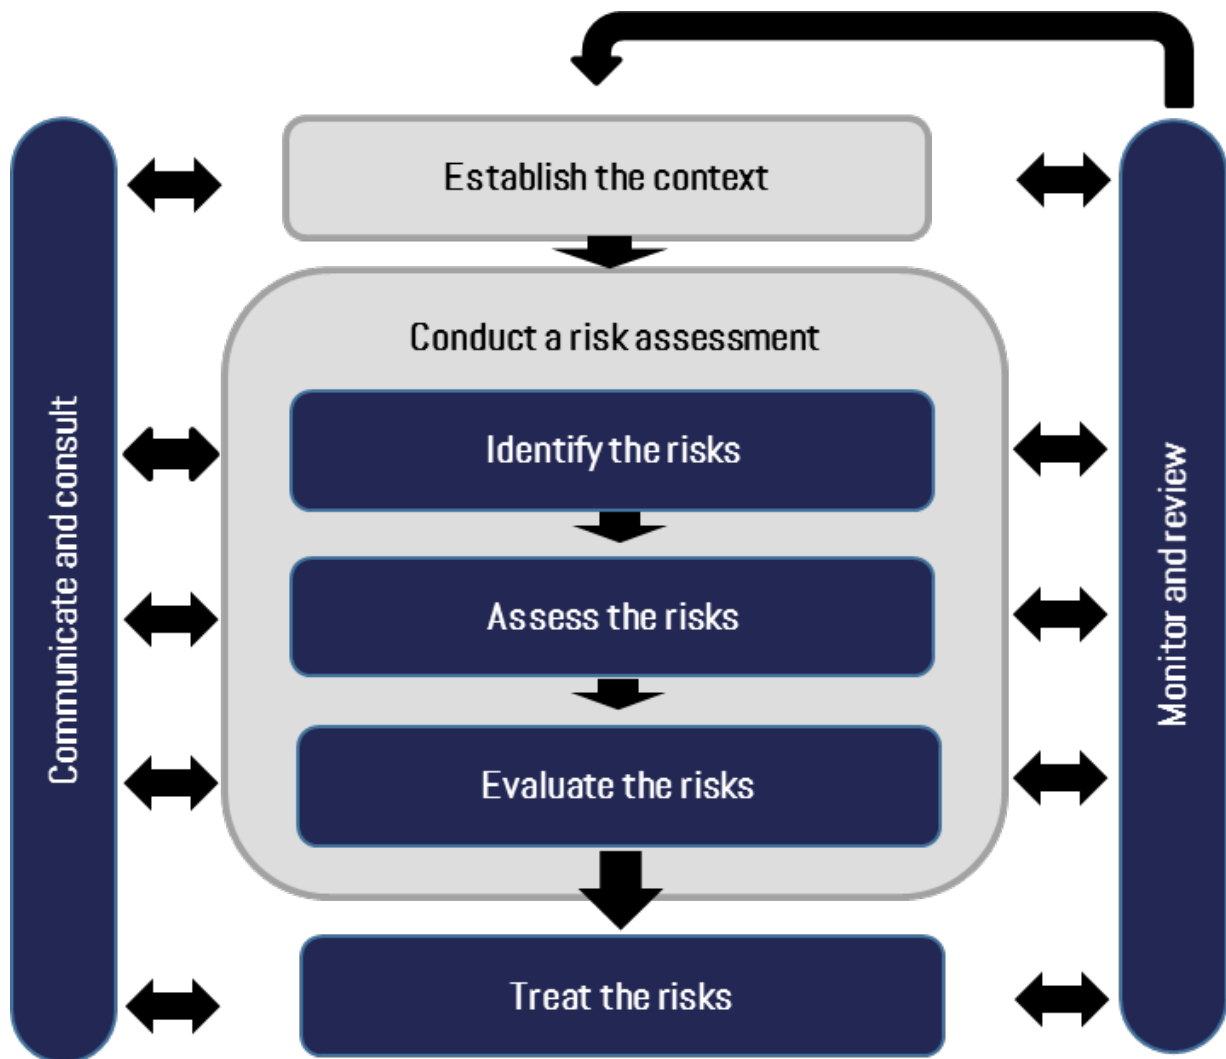 Establish the context
Conduct a risk assessment
Identify the risks
Assess the risks
Evaluate the risks
Treat the risks
Communicate and consult
Monitor and review